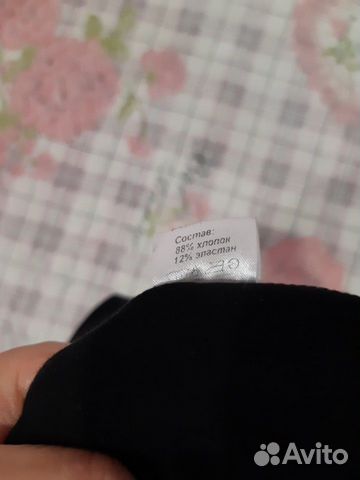 Состав:
88% хлопок
12% эластан
Avito